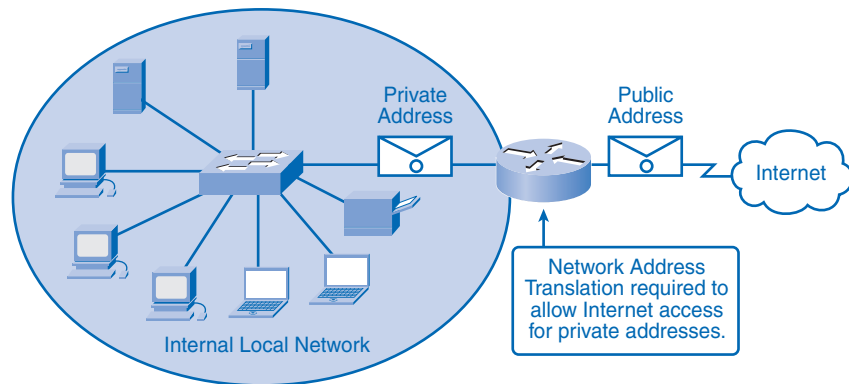 Private
Address
Public
Address
Internet
Network Address
Translation required to
allow Internet access
for private addresses.
Internal Local Network